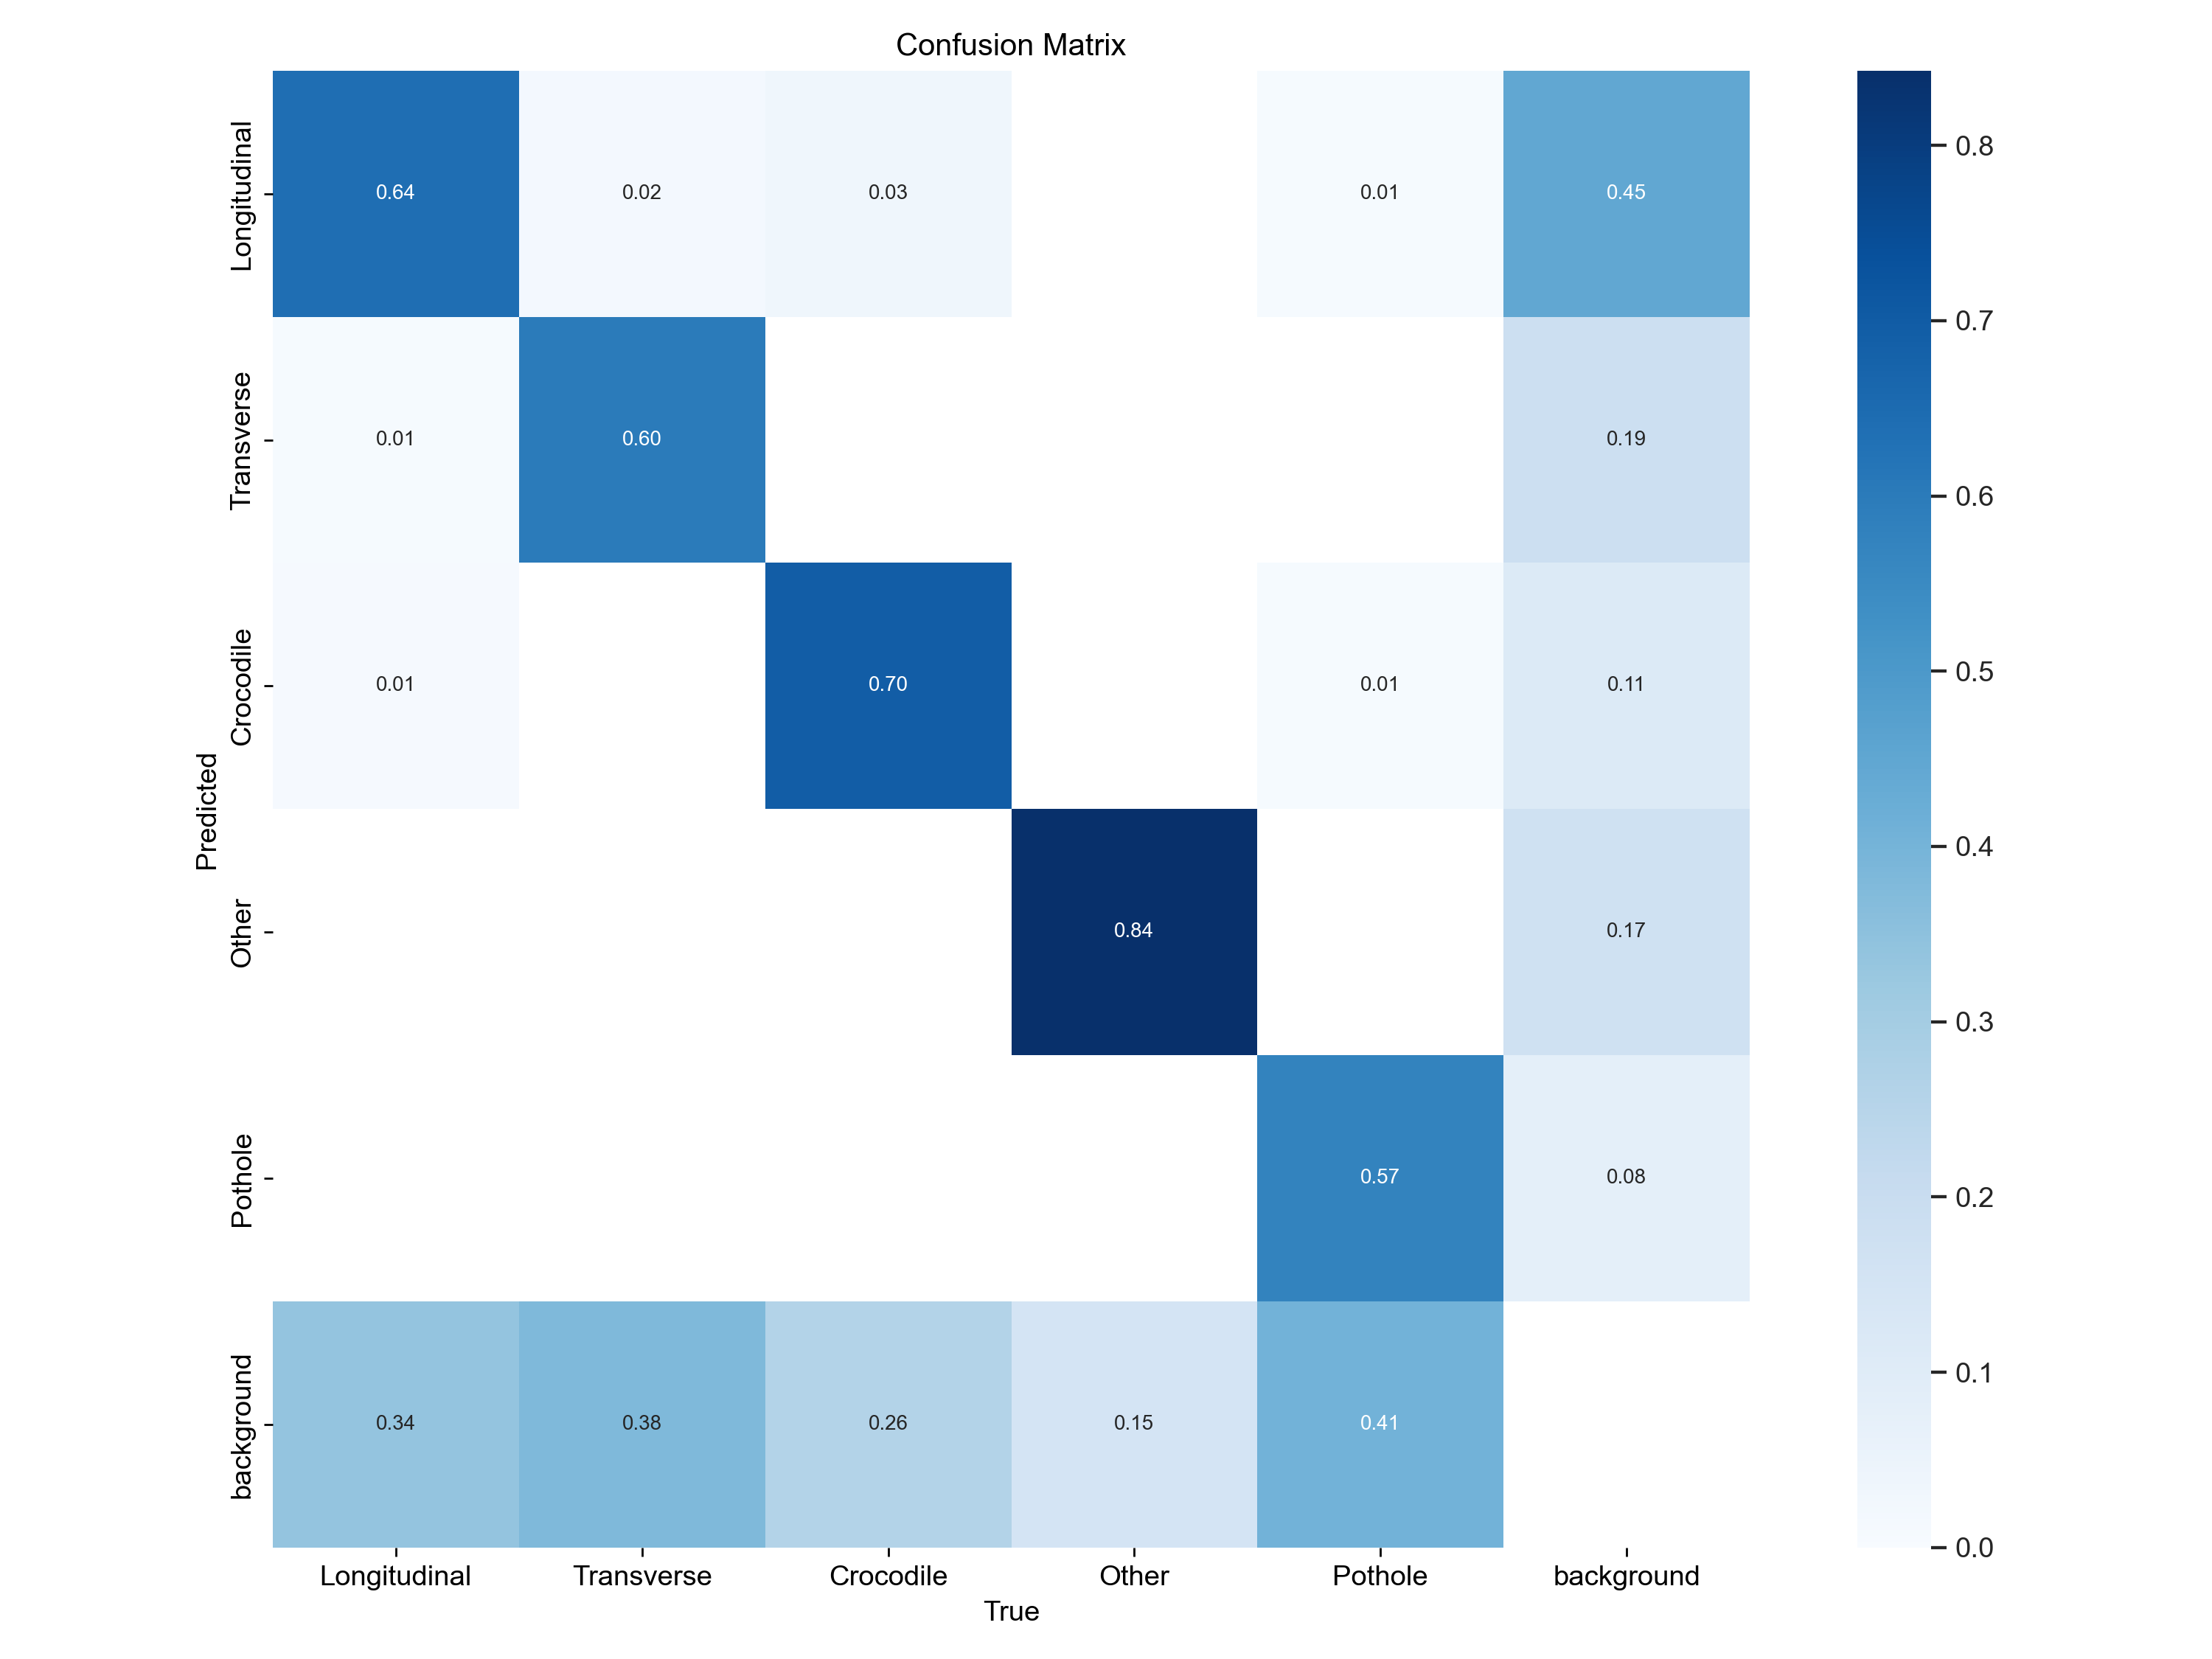 Confusion Matrix
Longitudinal 0.64 0.02 0.03 0.01 0.45
Transverse 0.01 0.60 0.19
Crocodile 0.01 0.70 0.01 0.11
Other 0.84 0.17
Pothole 0.57 0.08
background 0.34 0.38 0.26 0.15 0.41
Longitudinal Transverse Crocodile Other Pothole background
True
Predicted
0.8
0.7
0.6
0.5
0.4
0.3
0.2
0.1
0.0